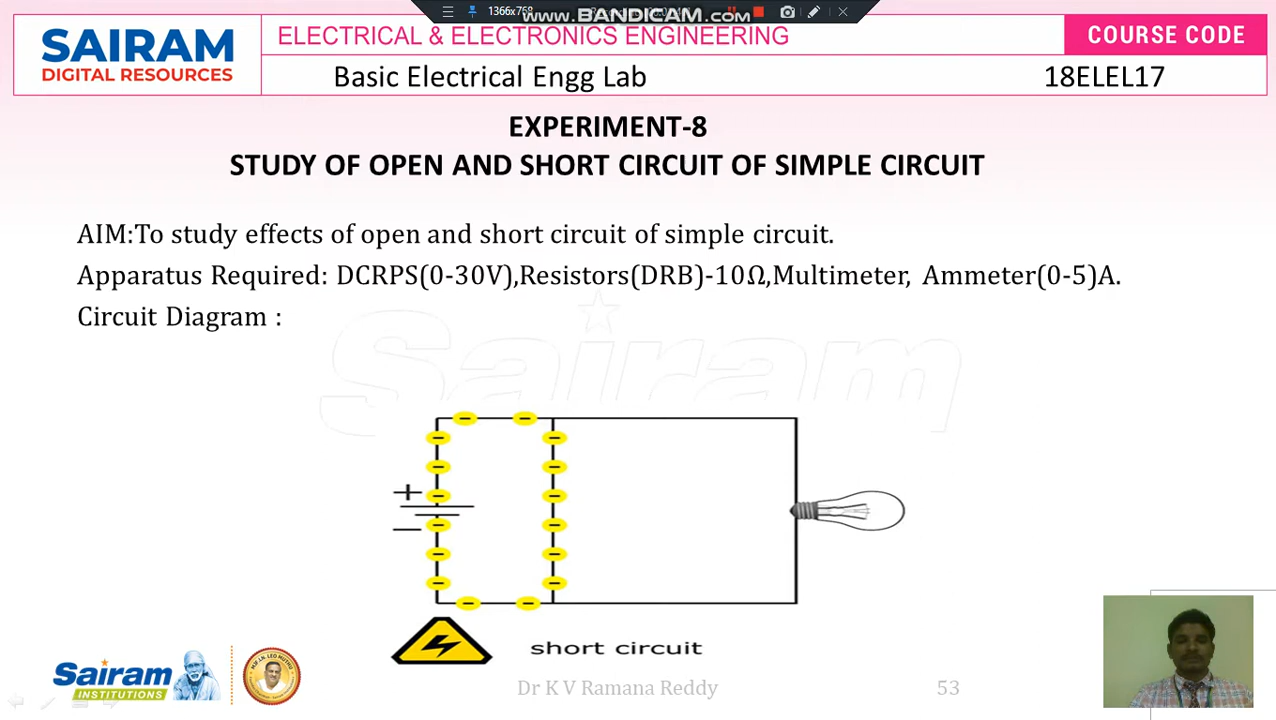 1366x768
www.BANDICAM.com
SAIRAM
DIGITAL RESOURCES
ELECTRICAL & ELECTRONICS ENGINEERING
COURSE CODE
Basic Electrical Engg Lab
18ELEL17
EXPERIMENT-8
STUDY OF OPEN AND SHORT CIRCUIT OF SIMPLE CIRCUIT
AIM:To study effects of open and short circuit of simple circuit.
Apparatus Required: DCRPS(0-30V),Resistors(DRB)-10Ω,Multimeter, Ammeter(0-5)A.
Circuit Diagram :
Sairam
+
−
short circuit
Sairam
INSTITUTIONS
Dr K V Ramana Reddy
53